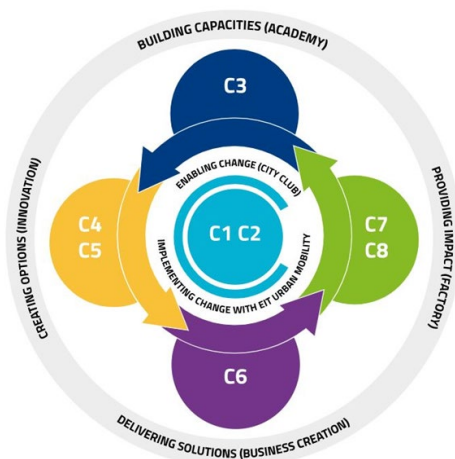 BUILDING CAPACITIES (ACADEMY)
C3
ENABLING CHANGE (CITY CLUB)
CREATING OPTIONS (INNOVATION)
C4
C5
C1 C2
C7
C8
PROVIDING IMPACT (FACTORY)
IMPLEMENTING CHANGE WITH EIT URBAN MOBILITY
C6
DELIVERING SOLUTIONS (BUSINESS CREATION)